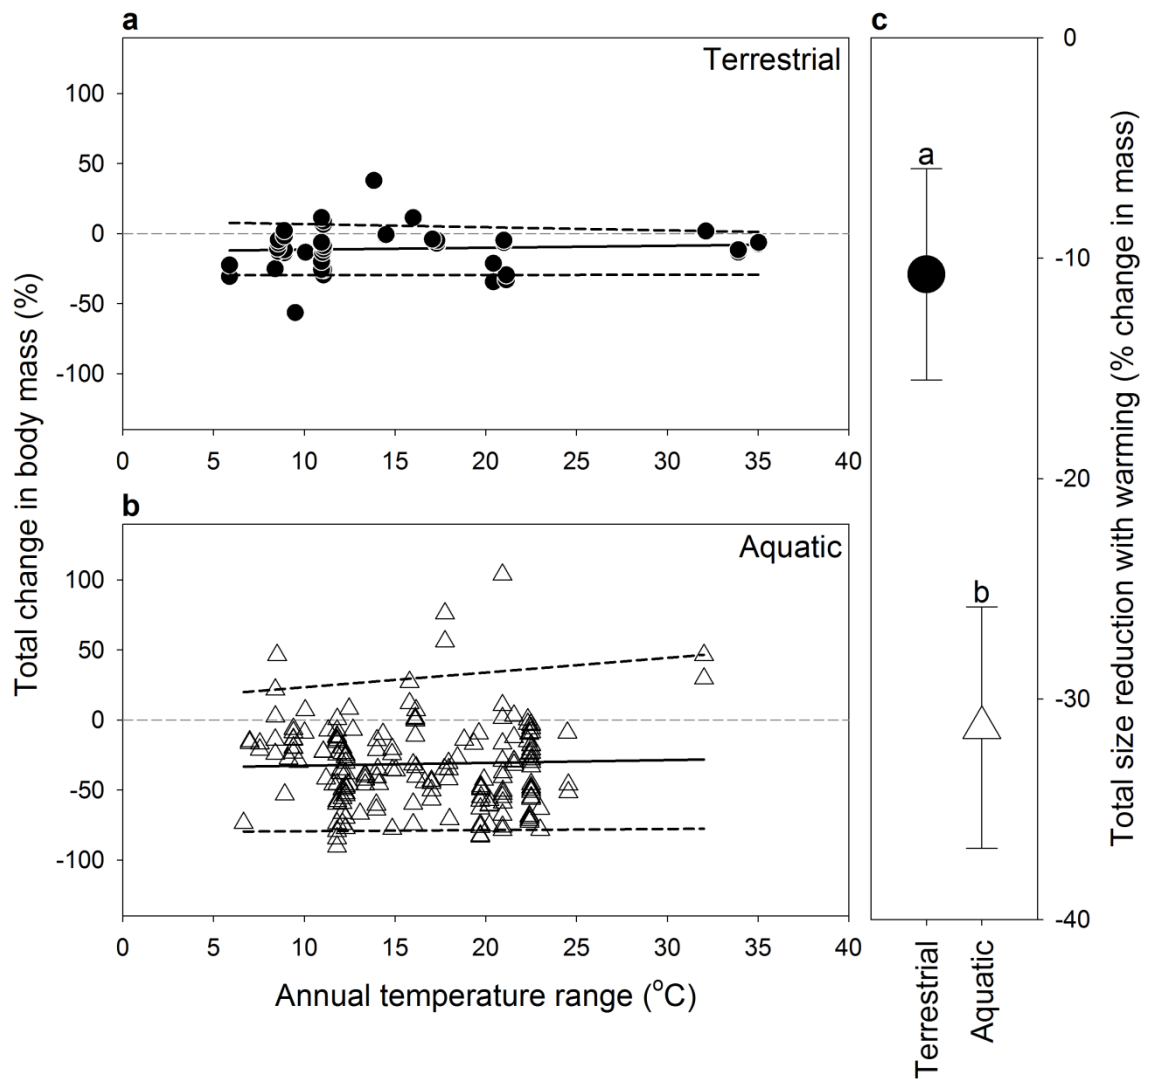 a
Terrestrial
100
50
0
-50
-100
0 5 10 15 20 25 30 35 40
b
Aquatic
100
50
0
-50
-100
0 5 10 15 20 25 30 35 40
Annual temperature range (°C)
Total change in body mass (%)
c
a
b
0
-10
-20
-30
-40
Terrestrial
Aquatic
Total size reduction with warming (% change in mass)